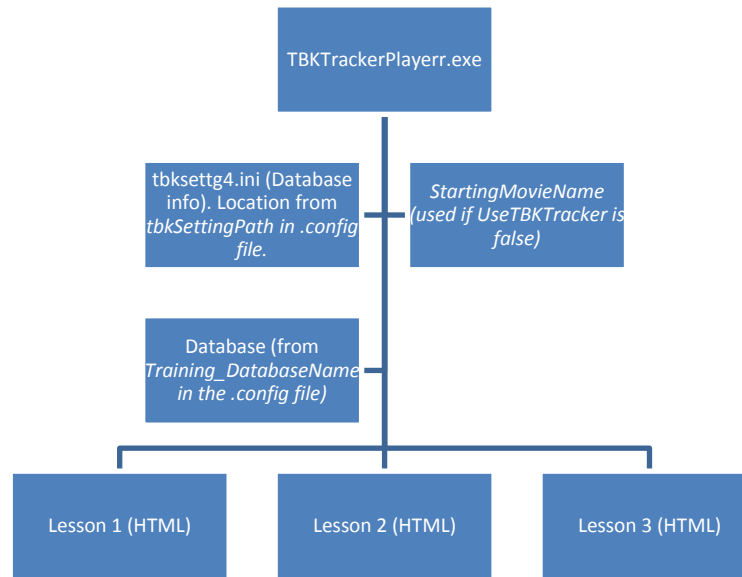 TBKTrackerPlayerr.exe
tbksettg4.ini (Database
info). Location from
tbkSettingPath in .config
file.
StartingMovieName
(used if UseTBKTracker is
false)
Database (from
Training_DatabaseName
in the .config file)
Lesson 1 (HTML)
Lesson 2 (HTML)
Lesson 3 (HTML)